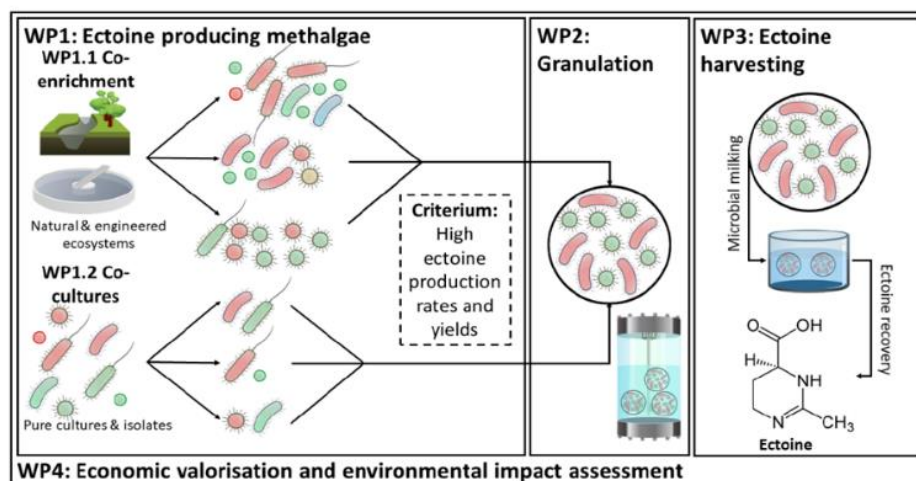 WP1: Ectoine producing methalgae
WP1.1 Co-
enrichment
Natural & engineered
ecosystems
WP1.2 Co-
cultures
Pure cultures & isolates
Criterium:
High
ectoine
production
rates and
yields
WP2:
Granulation
WP3: Ectoine
harvesting
Microbial milking
Ectoine recovery
O
OH
H
NH
N
CH3
Ectoine
WP4: Economic valorisation and environmental impact assessment